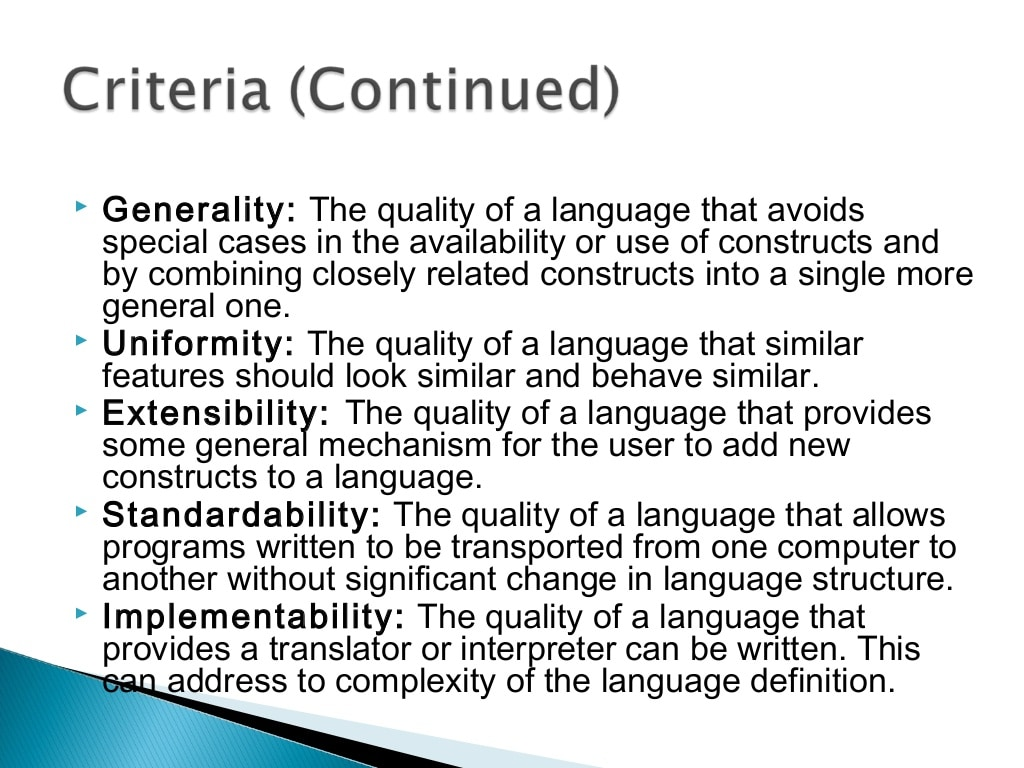 Criteria (Continued)
Generality: The quality of a language that avoids
special cases in the availability or use of constructs and
by combining closely related constructs into a single more
general one.
Uniformity: The quality of a language that similar
features should look similar and behave similar.
Extensibility: The quality of a language that provides
some general mechanism for the user to add new
constructs to a language.
Standardability: The quality of a language that allows
programs written to be transported from one computer to
another without significant change in language structure.
Implementability: The quality of a language that
provides a translator or interpreter can be written. This
can address to complexity of the language definition.